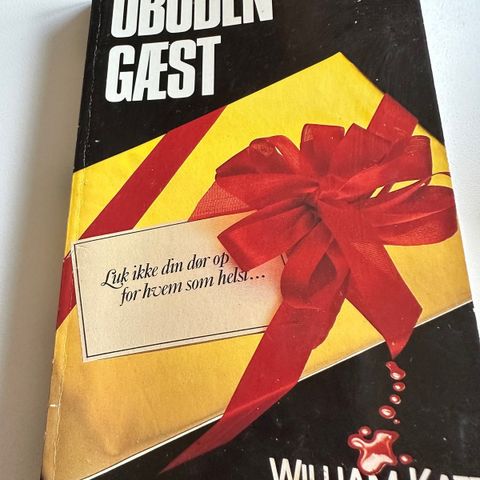 UBUDEN
GÆST
Luk ikke din dør op
for hvem som helst...
WILLIAM